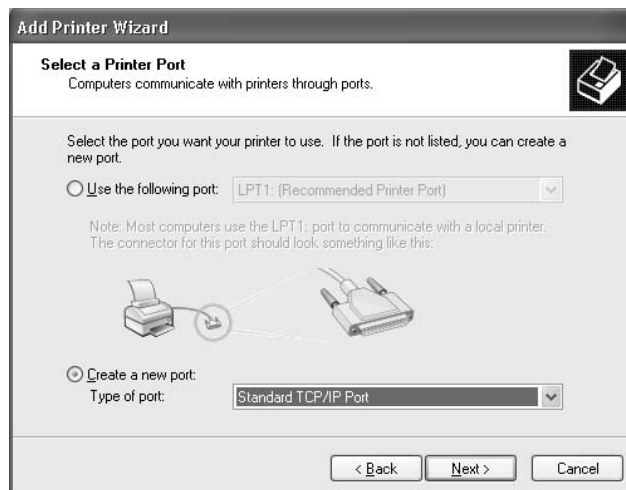 Add Printer Wizard
Select a Printer Port
Computers communicate with printers through ports.
Select the port you want your printer to use. If the port is not listed, you can create a
new port.
Use the following port: LPT1: (Recommended Printer Port)
Note: Most computers use the LPT1: port to communicate with a local printer.
The connector for this port should look something like this:
Create a new port:
Type of port: Standard TCP/IP Port
< Back Next > Cancel